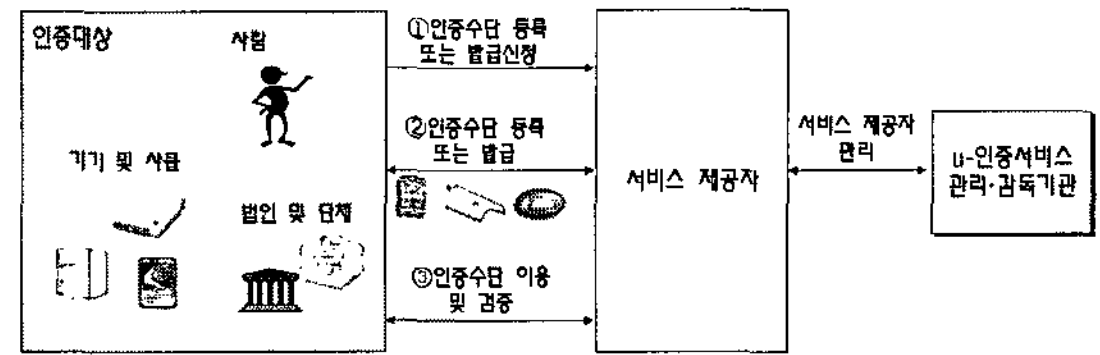 인증대상
사람
기기 및 사물
법인 및 단체
①인증수단 등록
또는 발급신청
②인증수단 등록
또는 발급
③인증수단 이용
및 검증
서비스 제공자
서비스 제공자
관리
u-인증서비스
관리·감독기관